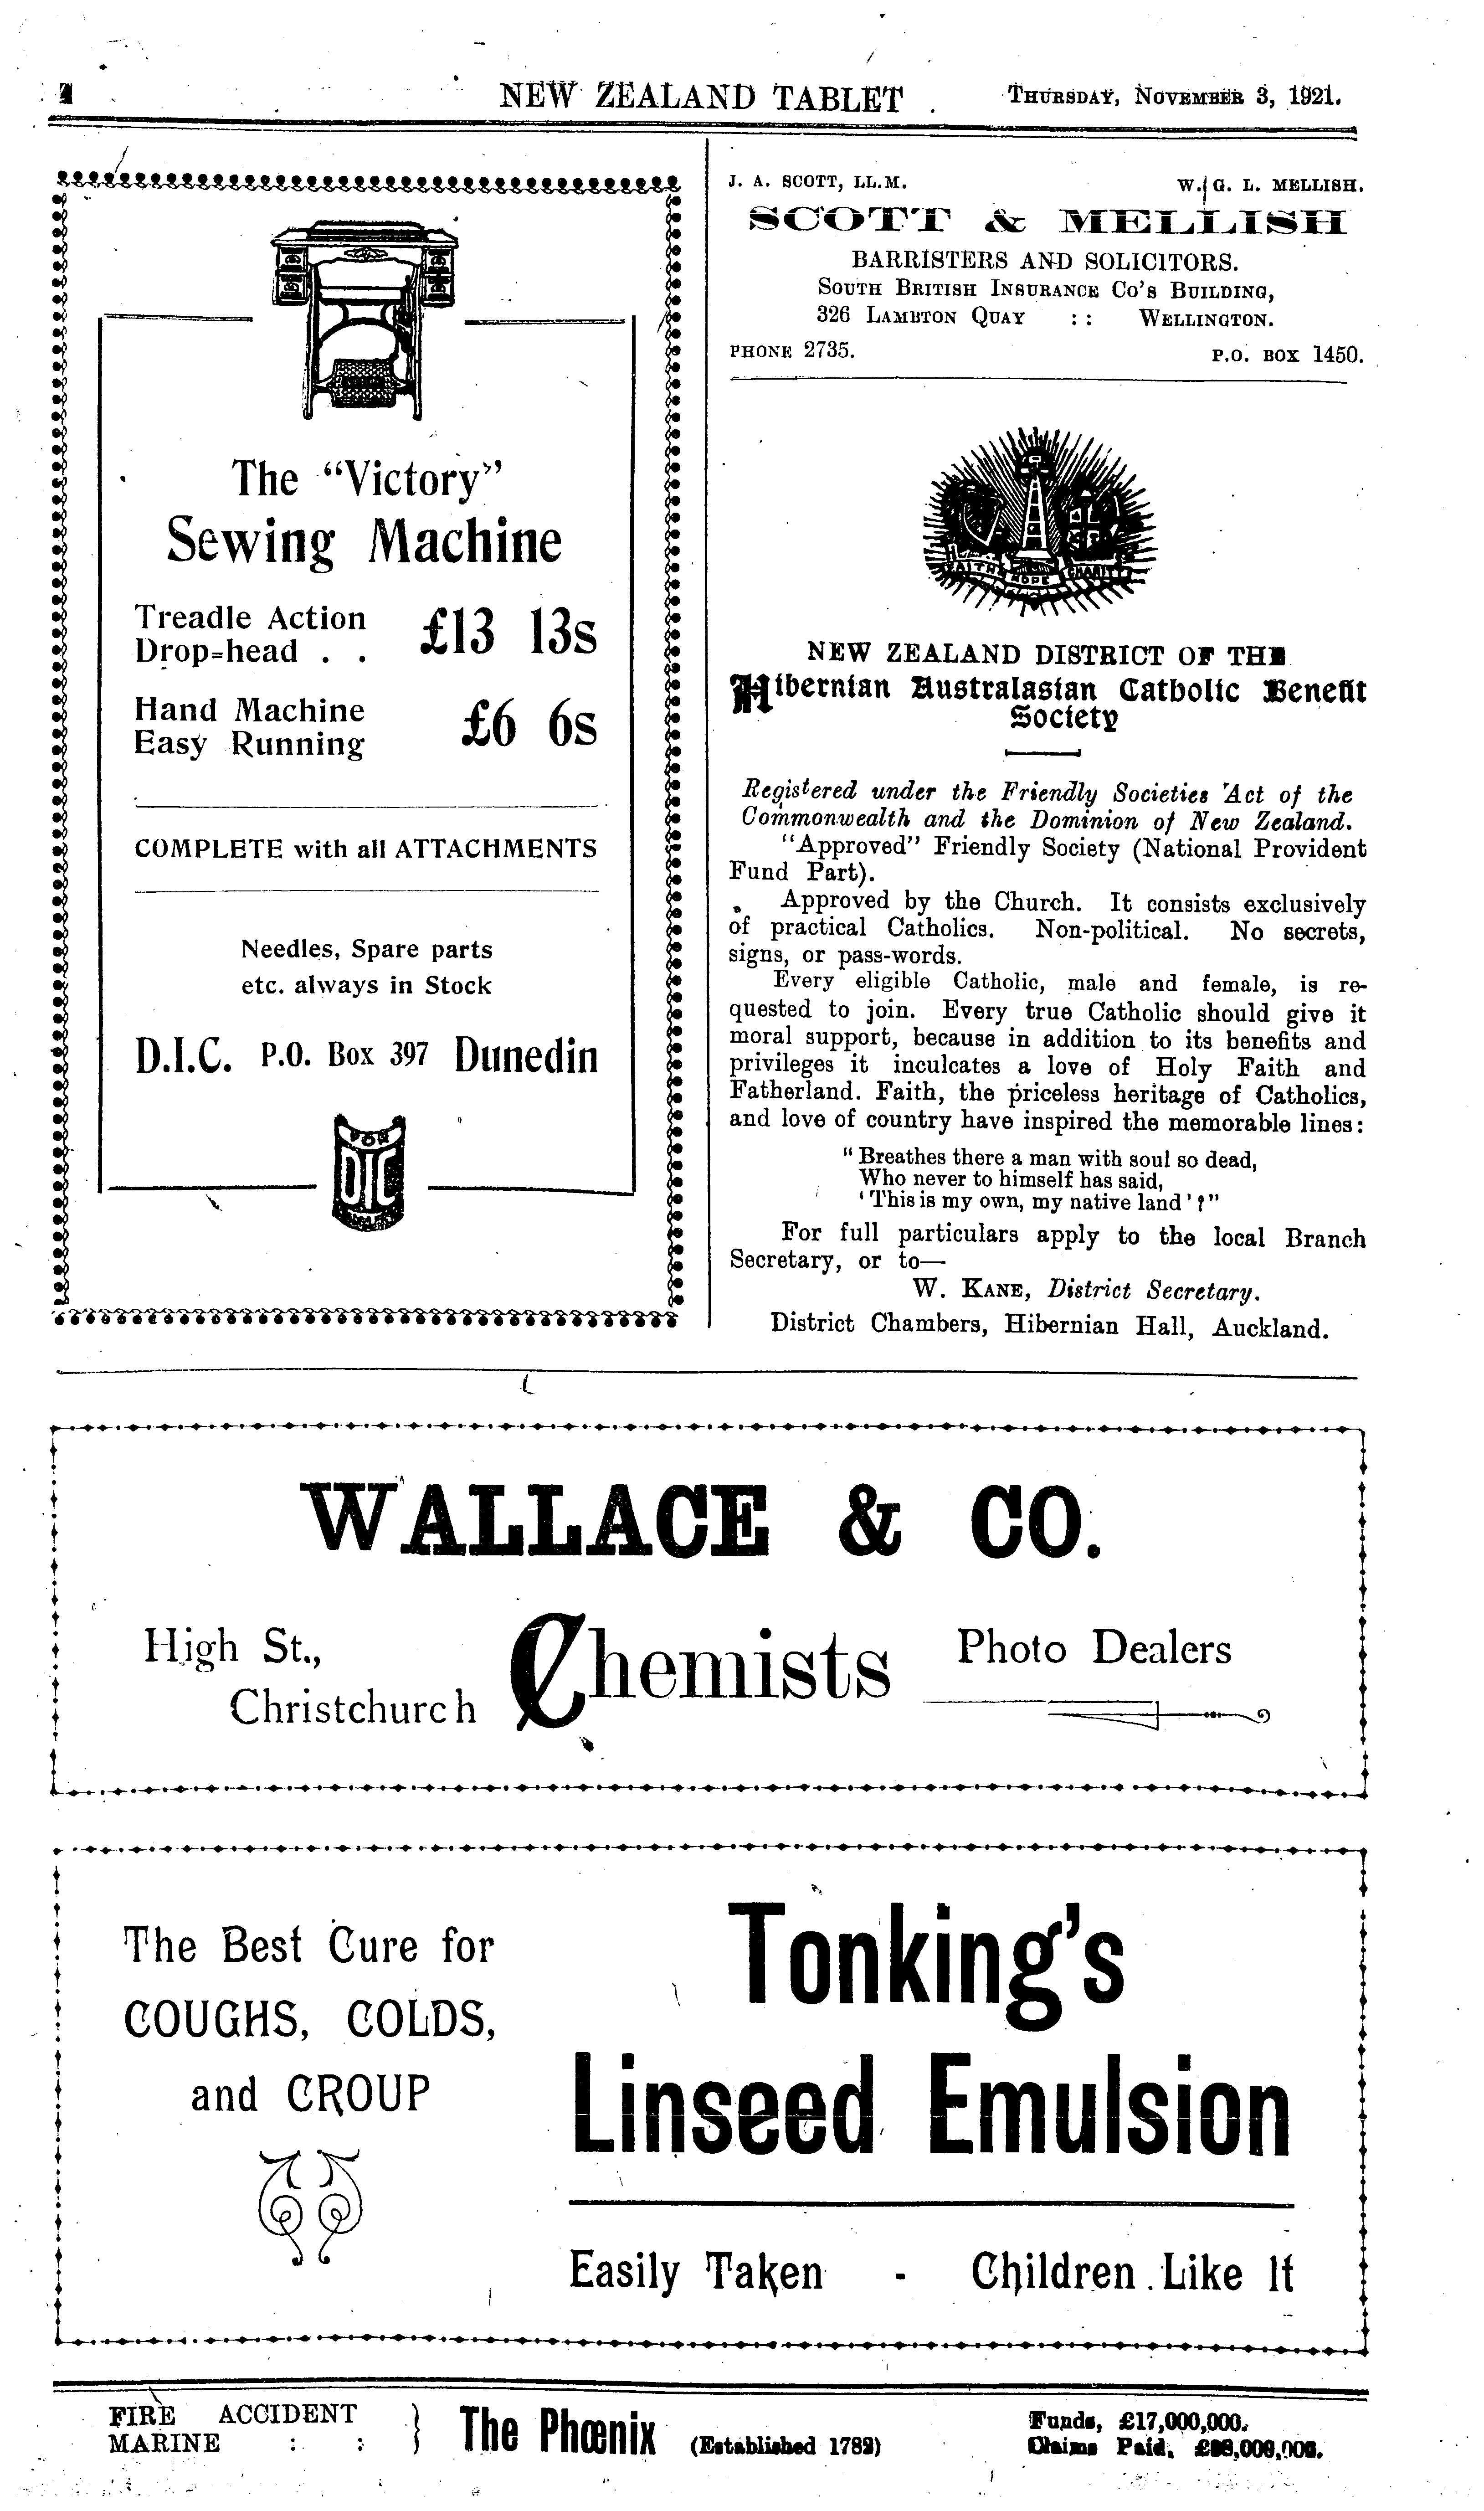 4 NEW ZEALAND TABLET THURSDAY, NOVEMBER 3, 1921.
The "Victory"
Sewing Machine
Treadle Action
Drop=head . . £13 13s
Hand Machine
Easy Running £6 6s
COMPLETE with all ATTACHMENTS
Needles, Spare parts
etc. always in Stock
D.I.C. P.O. Box 397 Dunedin
DIC
J. A. SCOTT, LL.M. W. G. L. MELLISH.
SCOTT & MELLISH
BARRISTERS AND SOLICITORS.
SOUTH BRITISH INSURANCE CO'S BUILDING,
326 LAMBTON QUAY :: WELLINGTON.
PHONE 2735. P.O. BOX 1450.
FAITH HOPE CHARITY
NEW ZEALAND DISTRICT OF THE
Hibernian Australasian Catholic Benefit
Society
Registered under the Friendly Societies Act of the
Commonwealth and the Dominion of New Zealand.
"Approved" Friendly Society (National Provident
Fund Part).
Approved by the Church. It consists exclusively
of practical Catholics. Non-political. No secrets,
signs, or pass-words.
Every eligible Catholic, male and female, is re-
quested to join. Every true Catholic should give it
moral support, because in addition to its benefits and
privileges it inculcates a love of Holy Faith and
Fatherland. Faith, the priceless heritage of Catholics,
and love of country have inspired the memorable lines:
"Breathes there a man with soul so dead,
Who never to himself has said,
'This is my own, my native land'?"
For full particulars apply to the local Branch
Secretary, or to—
W. KANE, District Secretary.
District Chambers, Hibernian Hall, Auckland.
WALLACE & CO.
High St.,
Christchurch
Chemists
Photo Dealers
The Best Cure for
COUGHS, COLDS,
and CROUP
Tonking's
Linseed Emulsion
Easily Taken - Children Like It
FIRE ACCIDENT
MARINE : : } The Phœnix (Established 1782)
Funds, £17,000,000.
Claims Paid,